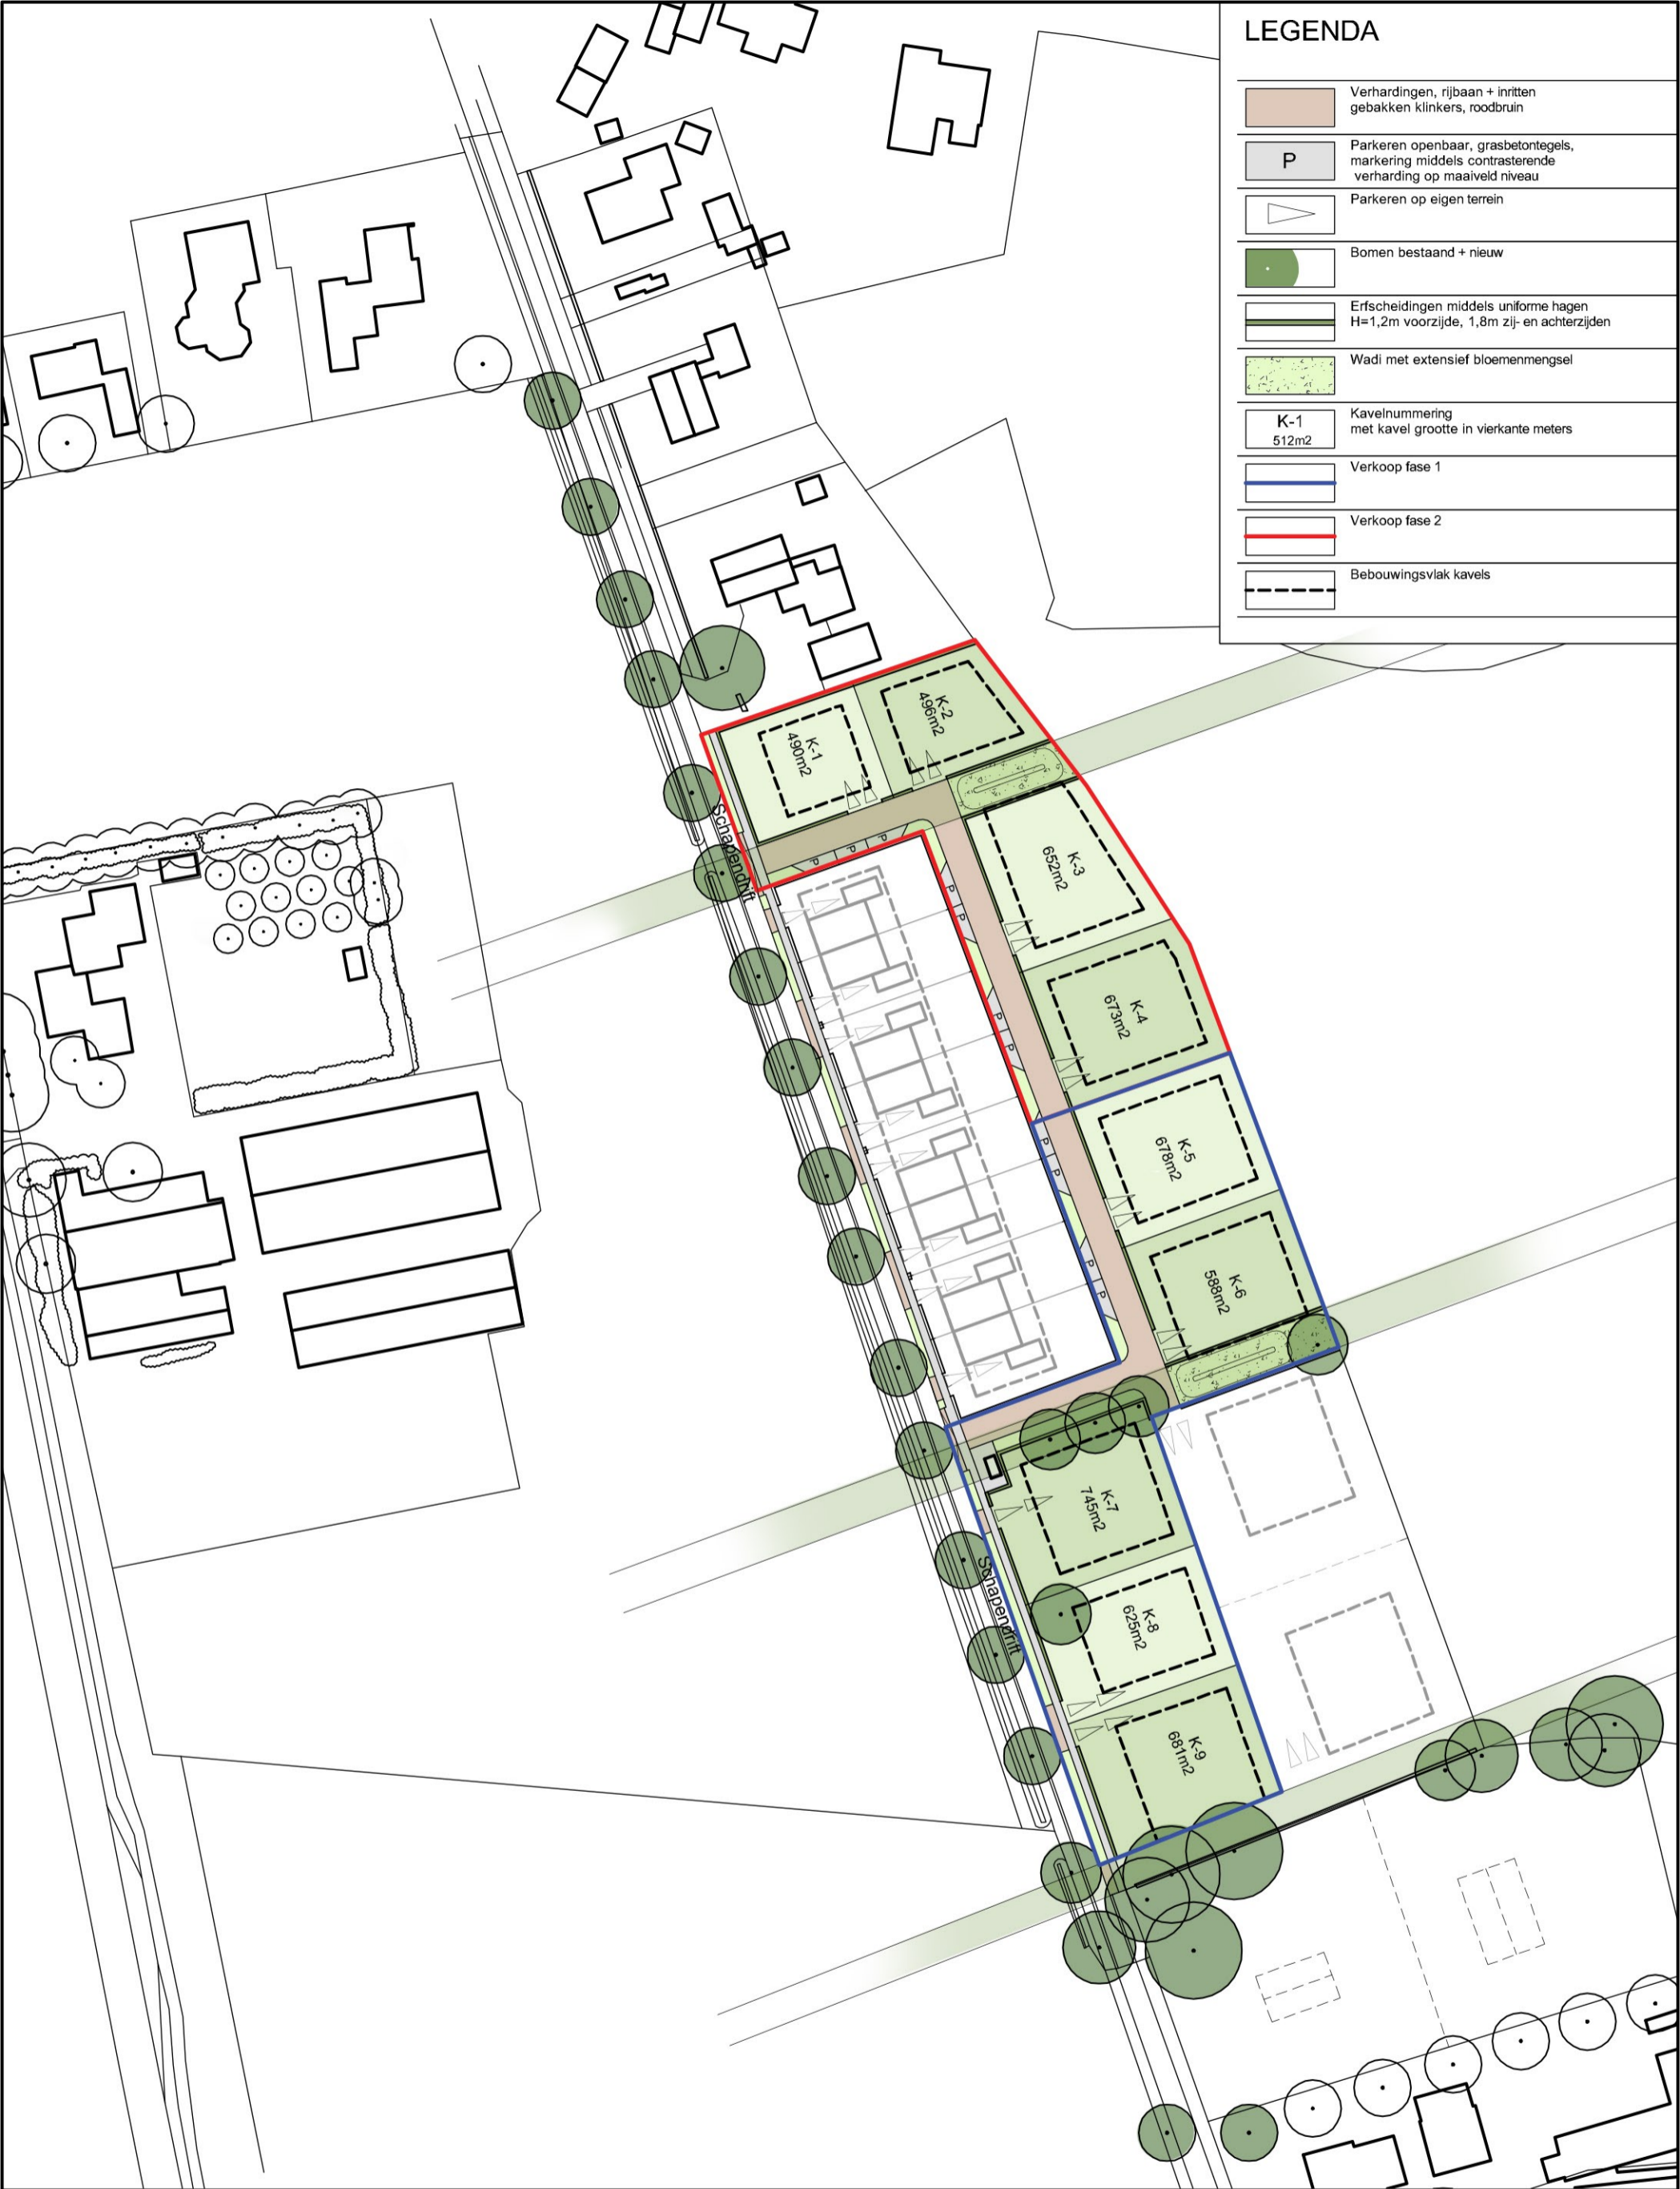 LEGENDA
Verhardingen, rijbaan + inritten
gebakken klinkers, roodbruin
P
Parkeren openbaar, grasbetontegels,
markering middels contrasterende
verharding op maaiveld niveau
Parkeren op eigen terrein
Bomen bestaand + nieuw
Erfscheidingen middels uniforme hagen
H=1,2m voorzijde, 1,8m zij- en achterzijden
Wadi met extensief bloemenmengsel
K-1
512m2
Kavelnummering
met kavel grootte in vierkante meters
Verkoop fase 1
Verkoop fase 2
Bebouwingsvlak kavels
K-2
496m2
K-1
490m2
Schapendrift
P
P
P
K-3
652m2
P
P
K-4
673m2
P
P
K-5
678m2
P
P
K-6
588m2
P
P
K-7
745m2
Schapendrift
K-8
625m2
K-9
681m2